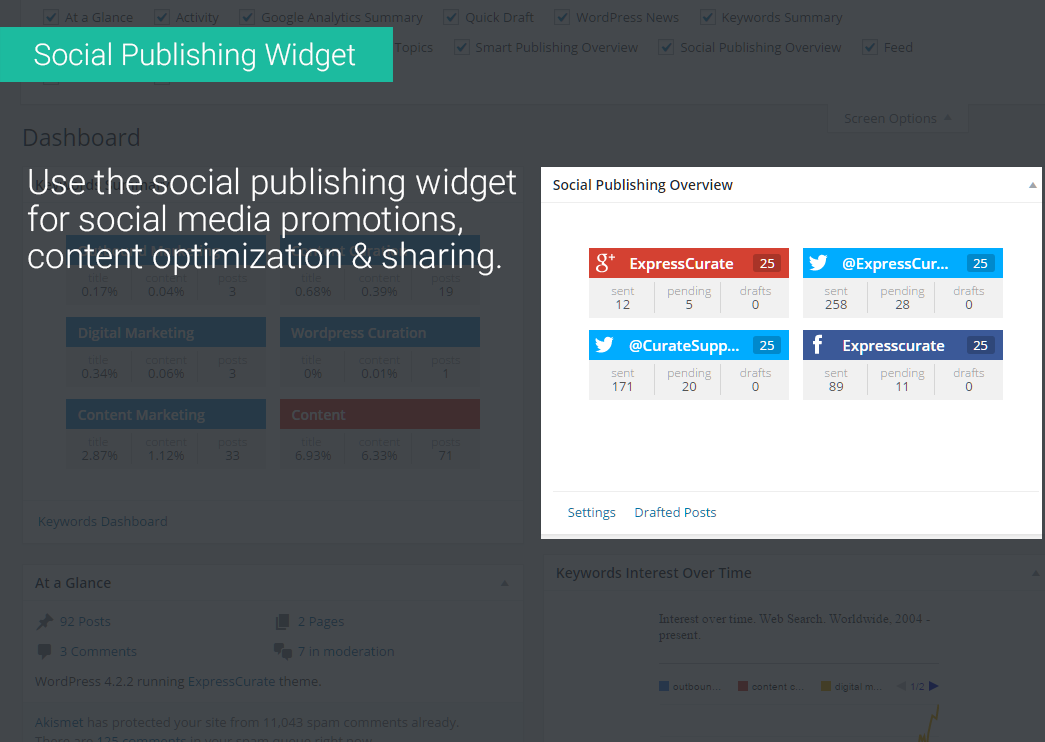 At a Glance Activity Google Analytics Summary Quick Draft WordPress News Keywords Summary
Topics Smart Publishing Overview Social Publishing Overview Feed
Social Publishing Widget
Screen Options
Dashboard
Use the social publishing widget
for social media promotions,
content optimization & sharing.
0.17% 0.04% 3 0.68% 0.39% 19
Digital Marketing Wordpress Curation
title content posts title content posts
0.34% 0.06% 3 0% 0.01% 1
Content Marketing Content
title content posts title content posts
2.87% 1.12% 33 6.93% 6.33% 71
Keywords Dashboard
Social Publishing Overview
g+ ExpressCurate 25 @ExpressCur... 25
sent pending drafts sent pending drafts
12 5 0 258 28 0
@CurateSupp... 25 f Expresscurate 25
sent pending drafts sent pending drafts
171 20 0 89 11 0
Settings Drafted Posts
At a Glance
92 Posts 2 Pages
3 Comments 7 in moderation
WordPress 4.2.2 running ExpressCurate theme.
Akismet has protected your site from 11,043 spam comments already.
There are 125 comments in your spam queue right now.
Keywords Interest Over Time
Interest over time. Web Search. Worldwide, 2004 -
present.
outboun... content c... digital m... 1/2